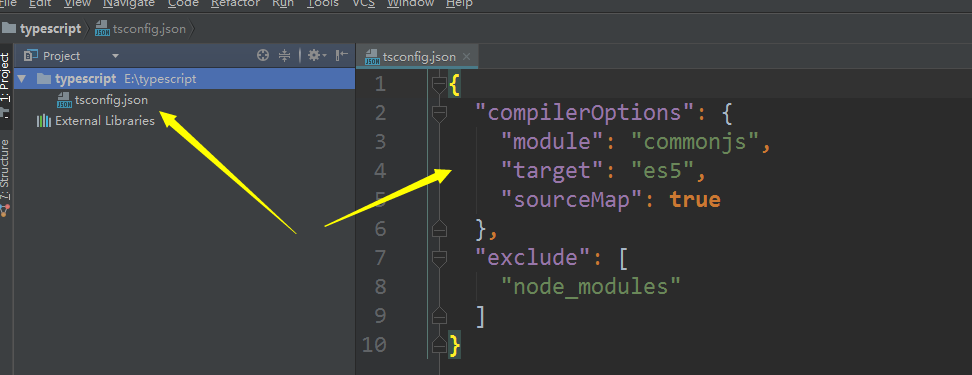 File Edit View Navigate Code Refactor Run Tools VCS Window Help
typescript tsconfig.json
1: Project
7: Structure
Project
typescript E:\typescript
tsconfig.json
External Libraries
tsconfig.json
1 {
2 "compilerOptions": {
3 "module": "commonjs",
4 "target": "es5",
5 "sourceMap": true
6 },
7 "exclude": [
8 "node_modules"
9 ]
10 }